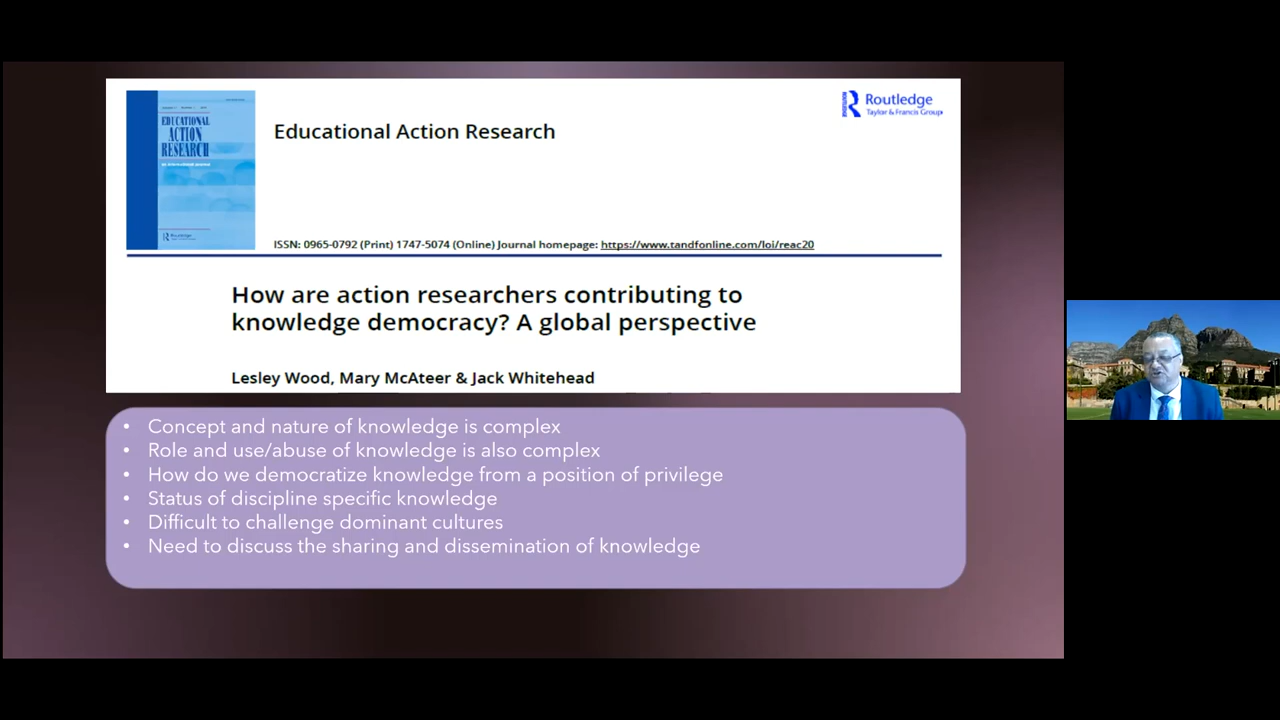 EDUCATIONAL
ACTION
RESEARCH
Routledge
Routledge
Taylor & Francis Group
Educational Action Research
ISSN: 0965-0792 (Print) 1747-5074 (Online) Journal homepage: https://www.tandfonline.com/loi/reac20
How are action researchers contributing to
knowledge democracy? A global perspective
Lesley Wood, Mary McAteer & Jack Whitehead
• Concept and nature of knowledge is complex
• Role and use/abuse of knowledge is also complex
• How do we democratize knowledge from a position of privilege
• Status of discipline specific knowledge
• Difficult to challenge dominant cultures
• Need to discuss the sharing and dissemination of knowledge